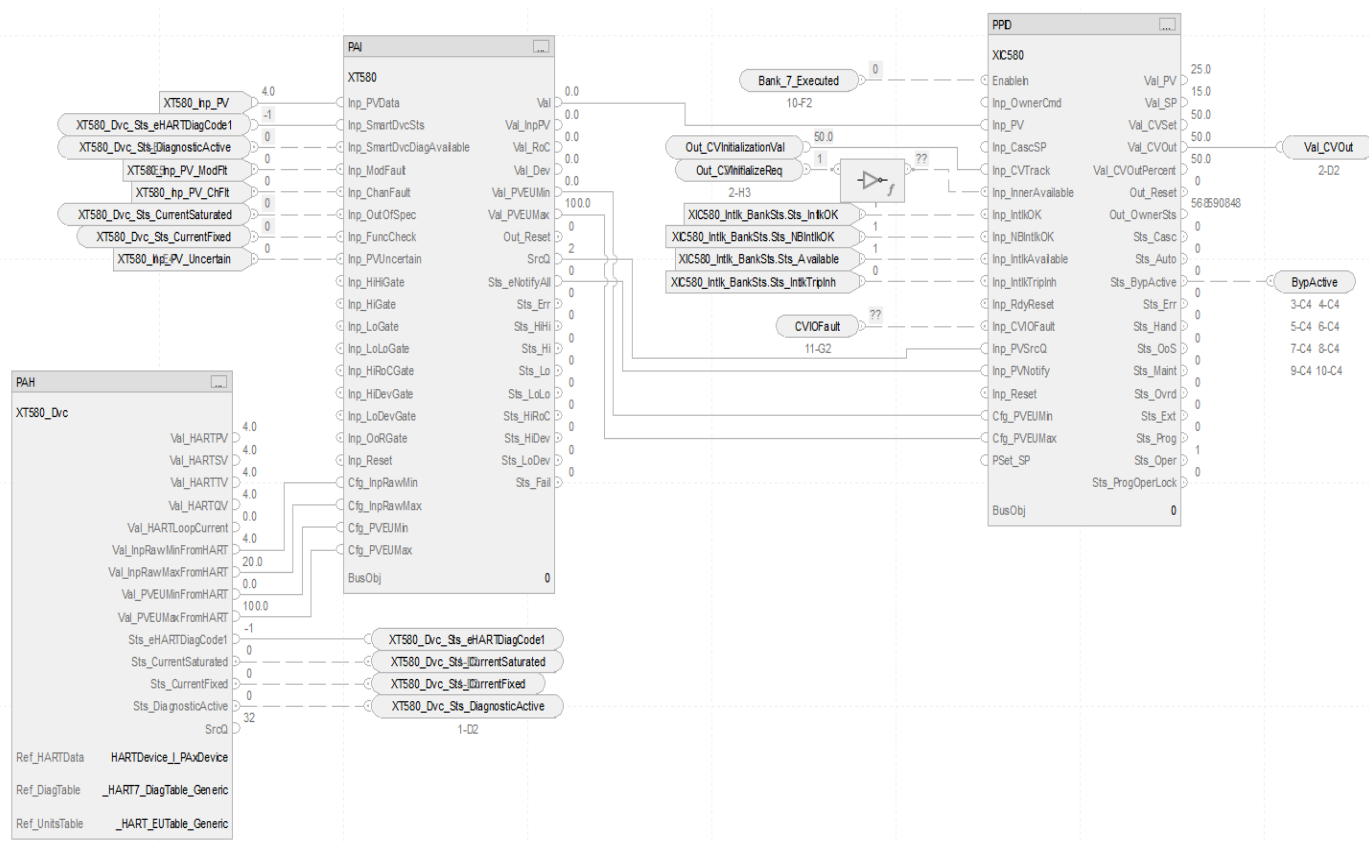 PAI
...
XT580
XT580_Inp_PV
4.0
Inp_PVData
Val
0.0
XT580_Dvc_Sts_eHARTDiagCode1
-1
Inp_SmartDvcSts
Val_InpPV
0.0
XT580_Dvc_Sts_DiagnosticActive
0
Inp_SmartDvcDiagAvailable
Val_RoC
0.0
XT580_Inp_PV_ModFlt
0
Inp_ModFault
Val_Dev
0.0
XT580_Inp_PV_ChFlt
0
Inp_ChanFault
Val_PVEUMin
0.0
XT580_Dvc_Sts_CurrentSaturated
0
Inp_OutOfSpec
Val_PVEUMax
100.0
XT580_Dvc_Sts_CurrentFixed
0
Inp_FuncCheck
Out_Reset
0
XT580_Inp_PV_Uncertain
0
Inp_PVUncertain
SrcQ
2
Inp_HiHiGate
Sts_eNotifyAll
0
Inp_HiGate
Sts_Err
0
Inp_LoGate
Sts_HiHi
0
Inp_LoLoGate
Sts_Hi
0
Inp_HiRoCGate
Sts_Lo
0
Inp_HiDevGate
Sts_LoLo
0
Inp_LoDevGate
Sts_HiRoC
0
Inp_OoRGate
Sts_HiDev
0
Inp_Reset
Sts_LoDev
0
Cfg_InpRawMin
Sts_Fail
0
Cfg_InpRawMax
Cfg_PVEUMin
Cfg_PVEUMax
BusObj
0
PPID
...
XIC580
Bank_7_Executed
0
10-F2
EnableIn
Val_PV
25.0
Inp_OwnerCmd
Val_SP
15.0
Inp_PV
Val_CVSet
50.0
Out_CVInitializationVal
50.0
Inp_CascSP
Val_CVOut
50.0
Val_CVOut
2-D2
Out_CVInitializeReq
1
2-H3
f
??
Inp_CVTrack
Val_CVOutPercent
50.0
Inp_InnerAvailable
Out_Reset
0
XIC580_Intlk_BankSts.Sts_IntlkOK
1
Inp_IntlkOK
Out_OwnerSts
568590848
XIC580_Intlk_BankSts.Sts_NBIntlkOK
1
Inp_NBIntlkOK
Sts_Casc
0
XIC580_Intlk_BankSts.Sts_Available
1
Inp_IntlkAvailable
Sts_Auto
0
XIC580_Intlk_BankSts.Sts_IntlkTripInh
0
Inp_IntlkTripInh
Sts_BypActive
0
BypActive
3-C4 4-C4
5-C4 6-C4
7-C4 8-C4
9-C4 10-C4
Inp_RdyReset
Sts_Err
0
CVIOFault
??
11-G2
Inp_CVIOFault
Sts_Hand
0
Inp_PVSrcQ
Sts_OoS
0
Inp_PVNotify
Sts_Maint
0
Inp_Reset
Sts_Ovrd
0
Cfg_PVEUMin
Sts_Ext
0
Cfg_PVEUMax
Sts_Prog
0
PSet_SP
Sts_Oper
1
Sts_ProgOperLock
0
BusObj
0
PAH
...
XT580_Dvc
Val_HARTPV
4.0
Val_HARTSV
4.0
Val_HARTTV
4.0
Val_HARTQV
4.0
Val_HARTLoopCurrent
0.0
Val_InpRawMinFromHART
4.0
Val_InpRawMaxFromHART
20.0
Val_PVEUMinFromHART
0.0
Val_PVEUMaxFromHART
100.0
Sts_eHARTDiagCode1
-1
XT580_Dvc_Sts_eHARTDiagCode1
Sts_CurrentSaturated
0
XT580_Dvc_Sts_CurrentSaturated
Sts_CurrentFixed
0
XT580_Dvc_Sts_CurrentFixed
Sts_DiagnosticActive
0
XT580_Dvc_Sts_DiagnosticActive
1-D2
SrcQ
32
Ref_HARTData
HARTDevice_I_PAxDevice
Ref_DiagTable
_HART7_DiagTable_Generic
Ref_UnitsTable
_HART_EUTable_Generic